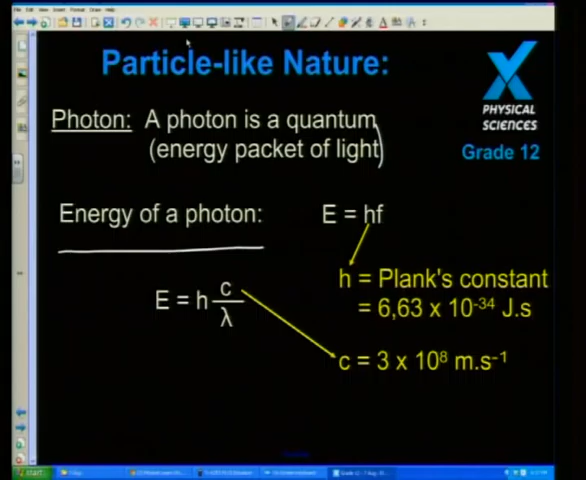 Particle-like Nature:
PHYSICAL
SCIENCES
Grade 12
Photon: A photon is a quantum
(energy packet of light)
Energy of a photon:
E = hf
h = Plank's constant
= 6,63 x 10⁻³⁴ J.s
E = h c/λ
c = 3 x 10⁸ m.s⁻¹